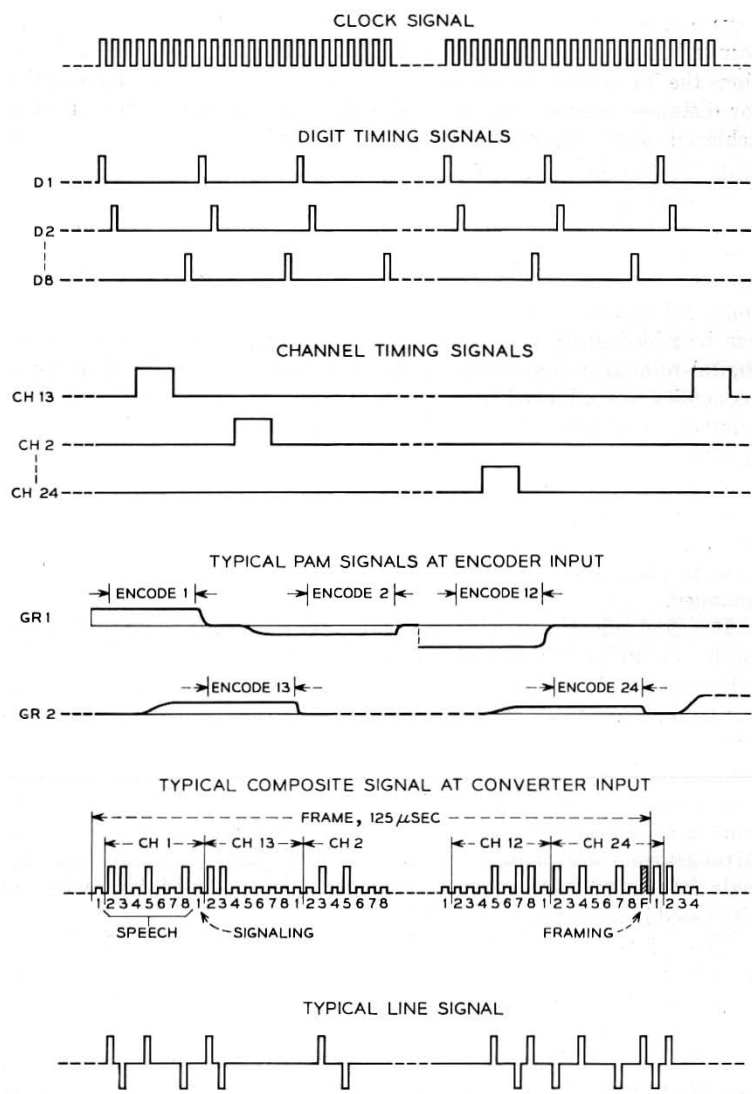 CLOCK SIGNAL
DIGIT TIMING SIGNALS
D1
D2
D8
CHANNEL TIMING SIGNALS
CH 13
CH 2
CH 24
TYPICAL PAM SIGNALS AT ENCODER INPUT
ENCODE 1 ENCODE 2 ENCODE 12
GR 1
ENCODE 13 ENCODE 24
GR 2
TYPICAL COMPOSITE SIGNAL AT CONVERTER INPUT
FRAME, 125 μSEC
CH 1 CH 13 CH 2 CH 12 CH 24
1 2 3 4 5 6 7 8 1 2 3 4 5 6 7 8 1 2 3 4 5 6 7 8 1 2 3 4 5 6 7 8 1 2 3 4 5 6 7 8 F 1 2 3 4
SPEECH SIGNALING FRAMING
TYPICAL LINE SIGNAL